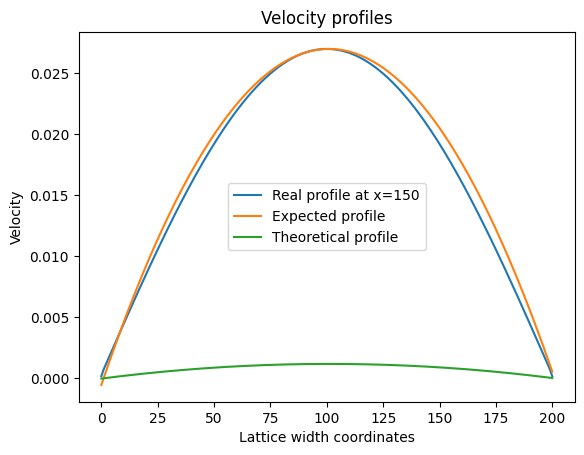 Velocity profiles
Velocity
0.025
0.020
0.015
0.010
0.005
0.000
Real profile at x=150
Expected profile
Theoretical profile
0 25 50 75 100 125 150 175 200
Lattice width coordinates